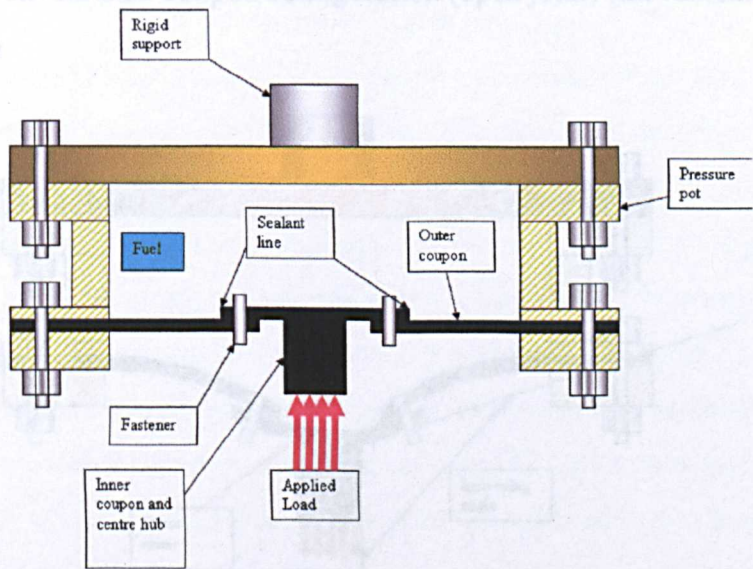 Rigid
support
Pressure
pot
Sealant
line
Outer
coupon
Fuel
Fastener
Inner
coupon and
centre hub
Applied
Load